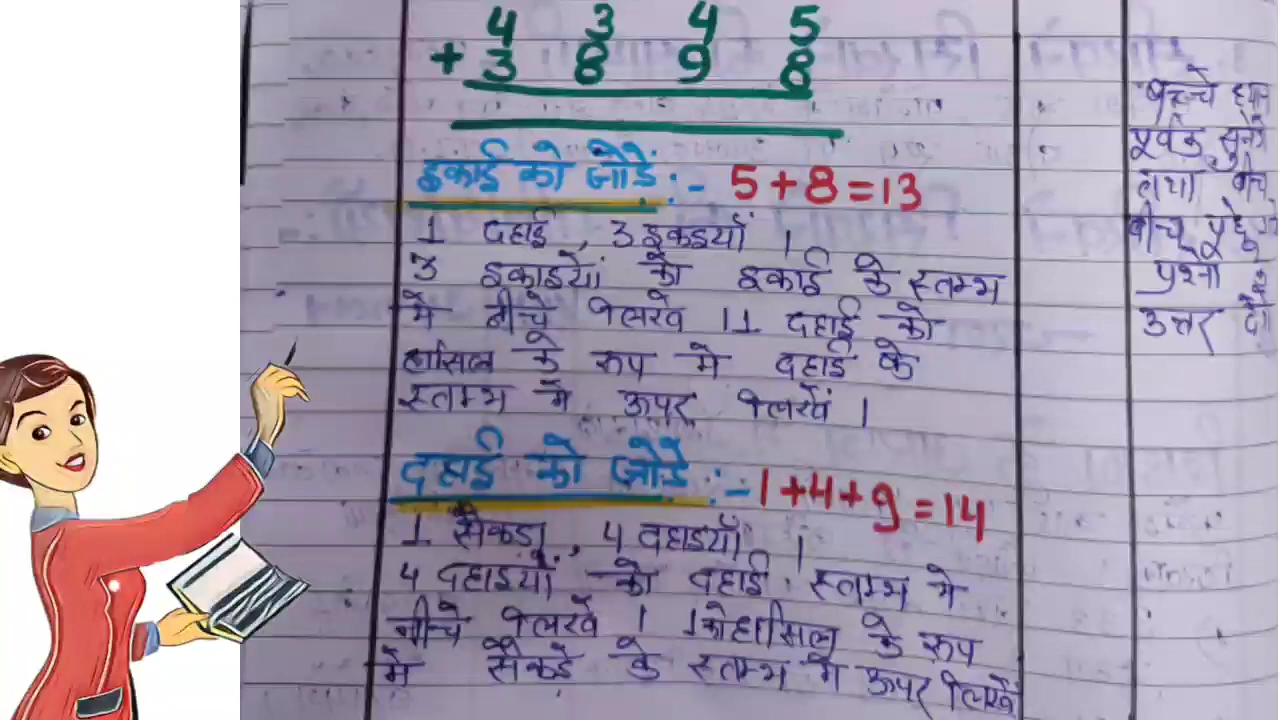 4 3 4 5
+ 3 8 9 8
इकाई को जोड़ें :- 5+8=13
1 दहाई , 3 इकइयाँ ।
3 इकाइयों को इकाई के स्तम्भ
मे नीचे लिखे । 1 दहाई को
हासिल के रूप मे दहाई के
स्तम्भ में ऊपर लिखें ।
दहाई को जोड़े :- 1+4+9=14
1 सैकड़ा , 4 दहाइयाँ ।
4 दहाइयों को दहाई स्तम्भ मे
नीचे लिखें । 1 को हासिल के रूप
मे सैकड़े के स्तम्भ मे ऊपर लिखें
बच्चे ध्यान
पूर्वक सुनेंगे
तथा बीच
बीच पूछे गए
प्रश्नो के
उत्तर देंगे